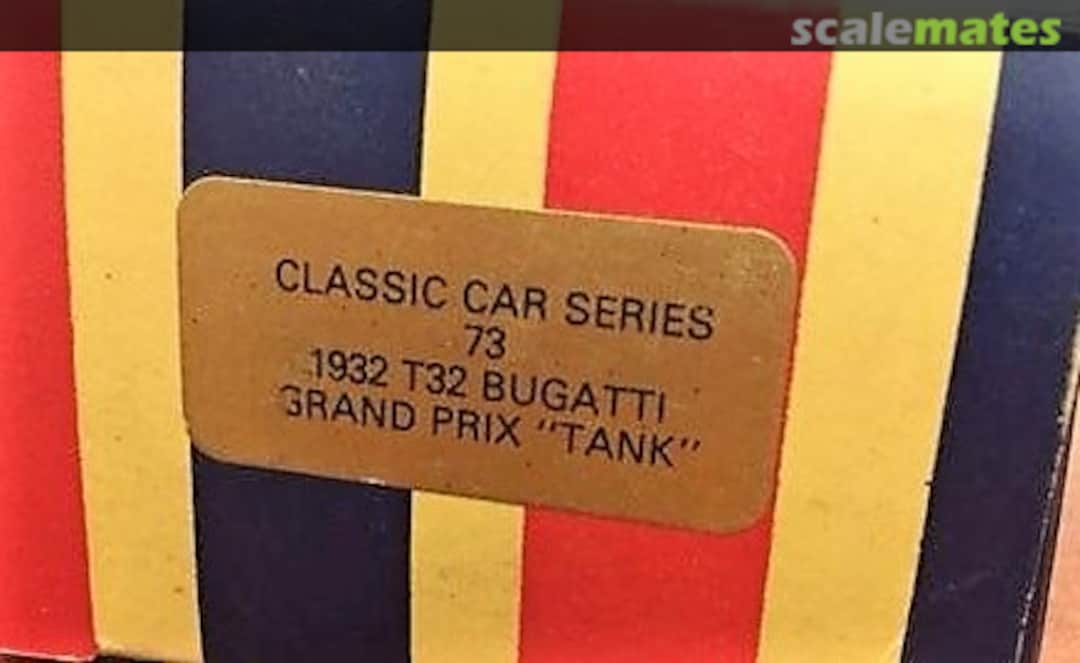 scalemates
CLASSIC CAR SERIES
73
1932 T32 BUGATTI
GRAND PRIX "TANK"